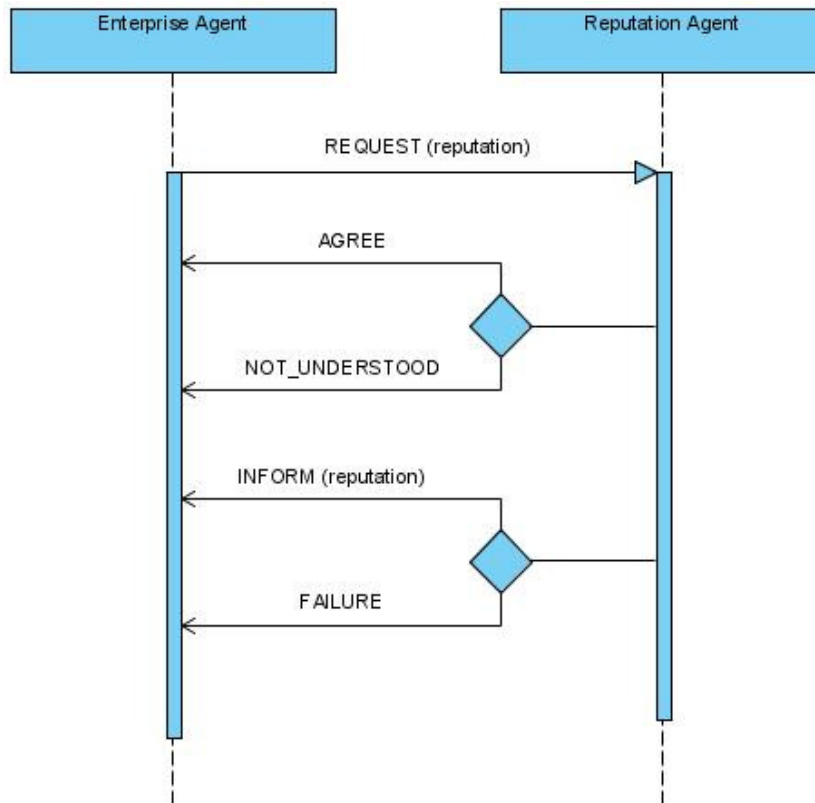 Enterprise Agent
Reputation Agent
REQUEST (reputation)
AGREE
NOT_UNDERSTOOD
INFORM (reputation)
FAILURE